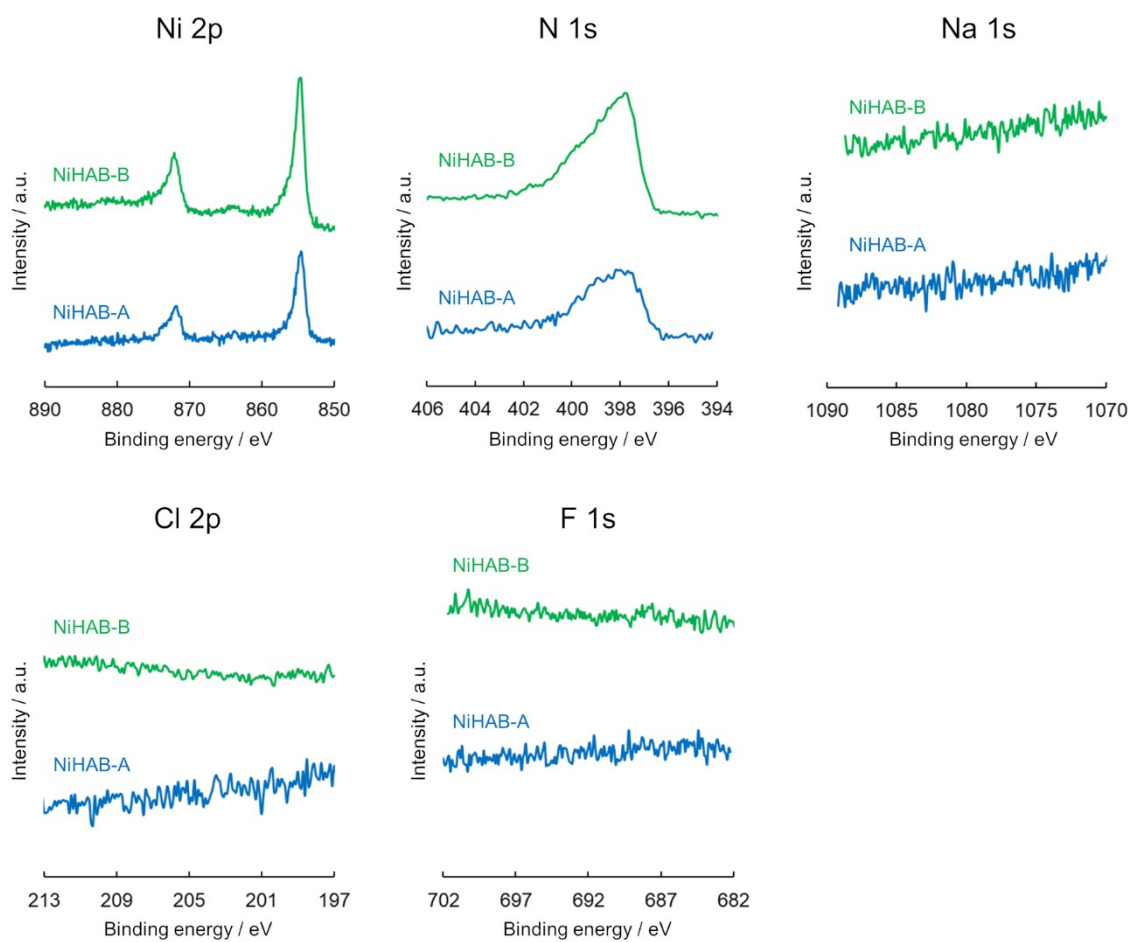 Ni 2p
Intensity / a.u.
NiHAB-B
NiHAB-A
890 880 870 860 850
Binding energy / eV
N 1s
Intensity / a.u.
NiHAB-B
NiHAB-A
406 404 402 400 398 396 394
Binding energy / eV
Na 1s
Intensity / a.u.
NiHAB-B
NiHAB-A
1090 1085 1080 1075 1070
Binding energy / eV
Cl 2p
Intensity / a.u.
NiHAB-B
NiHAB-A
213 209 205 201 197
Binding energy / eV
F 1s
Intensity / a.u.
NiHAB-B
NiHAB-A
702 697 692 687 682
Binding energy / eV